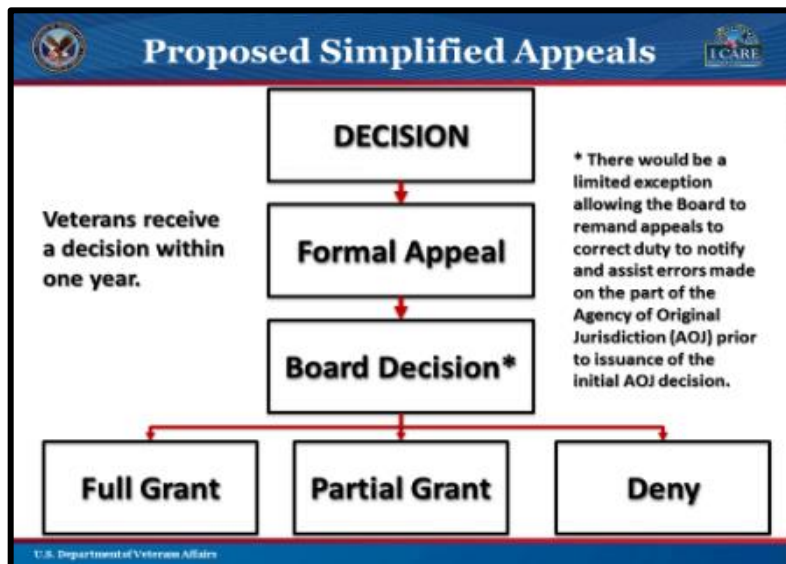 Proposed Simplified Appeals
I CARE
DECISION
Veterans receive
a decision within
one year.
Formal Appeal
Board Decision*
* There would be a
limited exception
allowing the Board to
remand appeals to
correct duty to notify
and assist errors made
on the part of the
Agency of Original
Jurisdiction (AOJ) prior
to issuance of the
initial AOJ decision.
Full Grant
Partial Grant
Deny
U.S. Department of Veterans Affairs